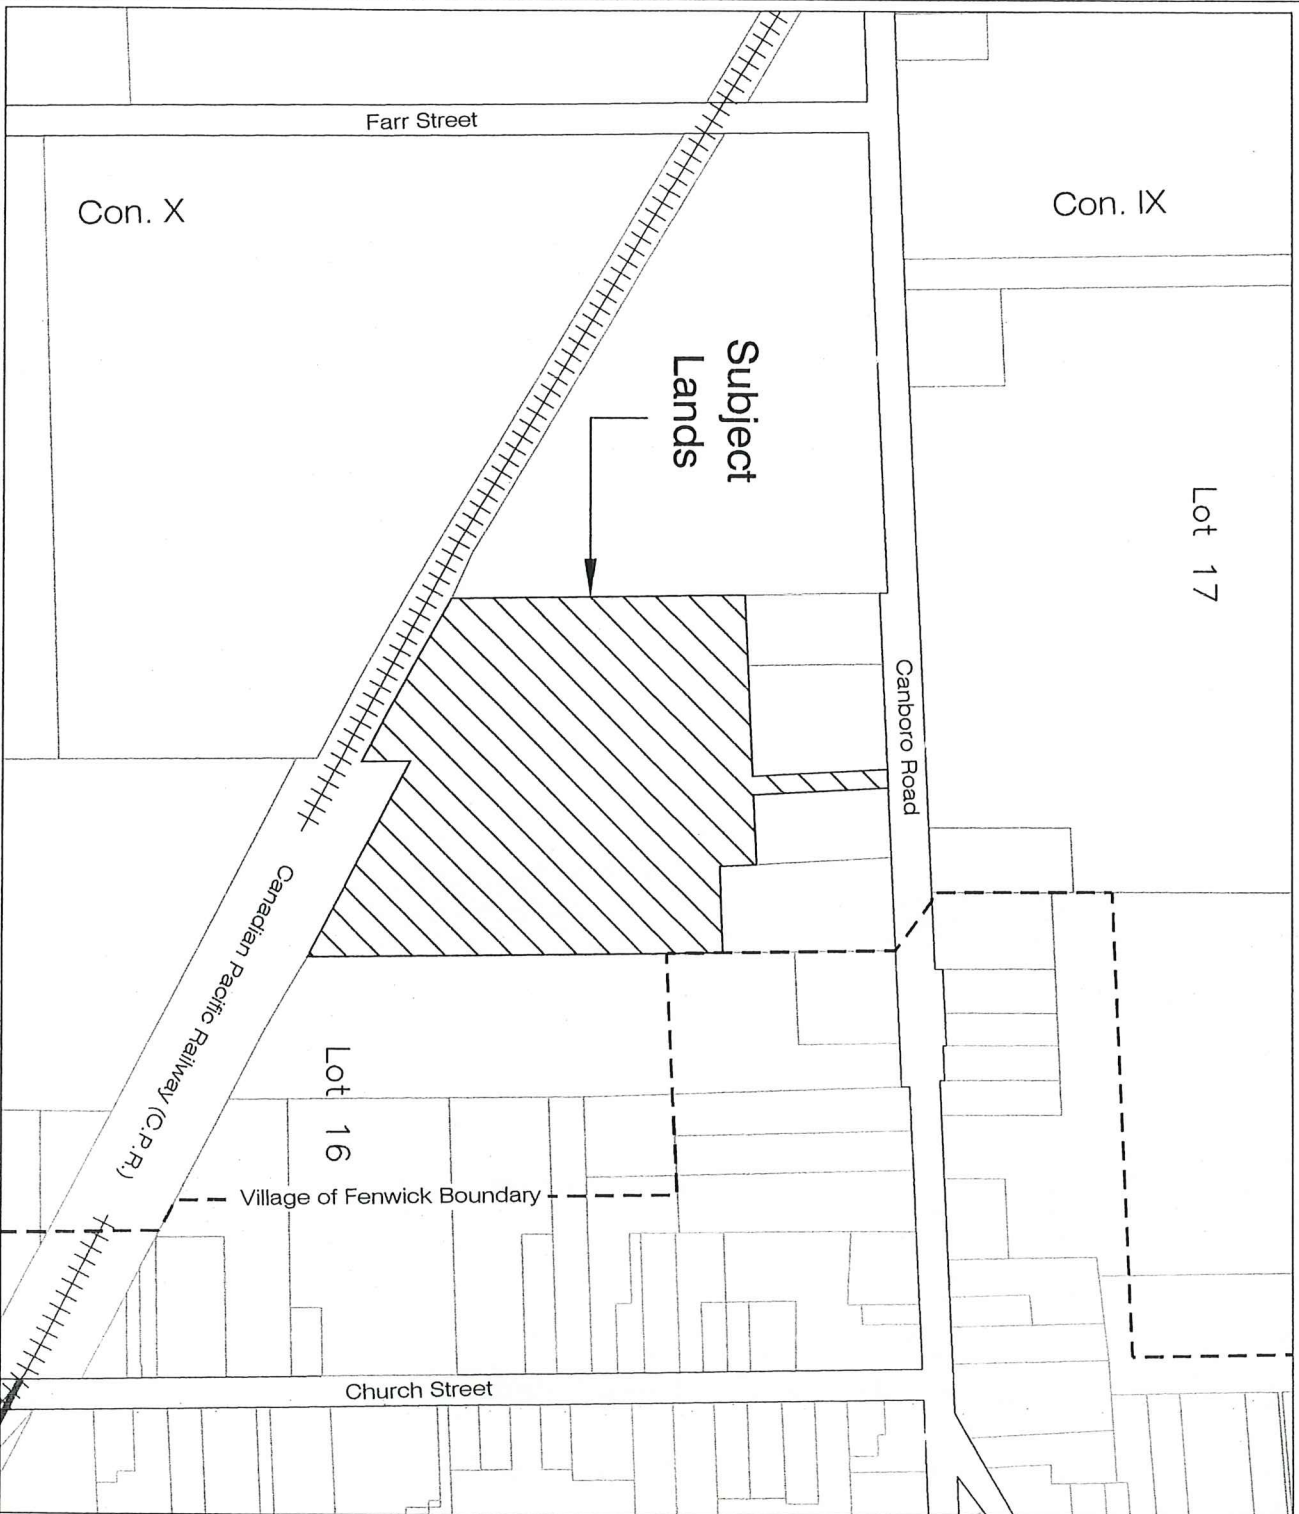 Farr Street
Con. X
Con. IX
Subject
Lands
Lot 17
Canboro Road
Canadian Pacific Railway (C.P.R.)
Lot 16
Village of Fenwick Boundary
Church Street